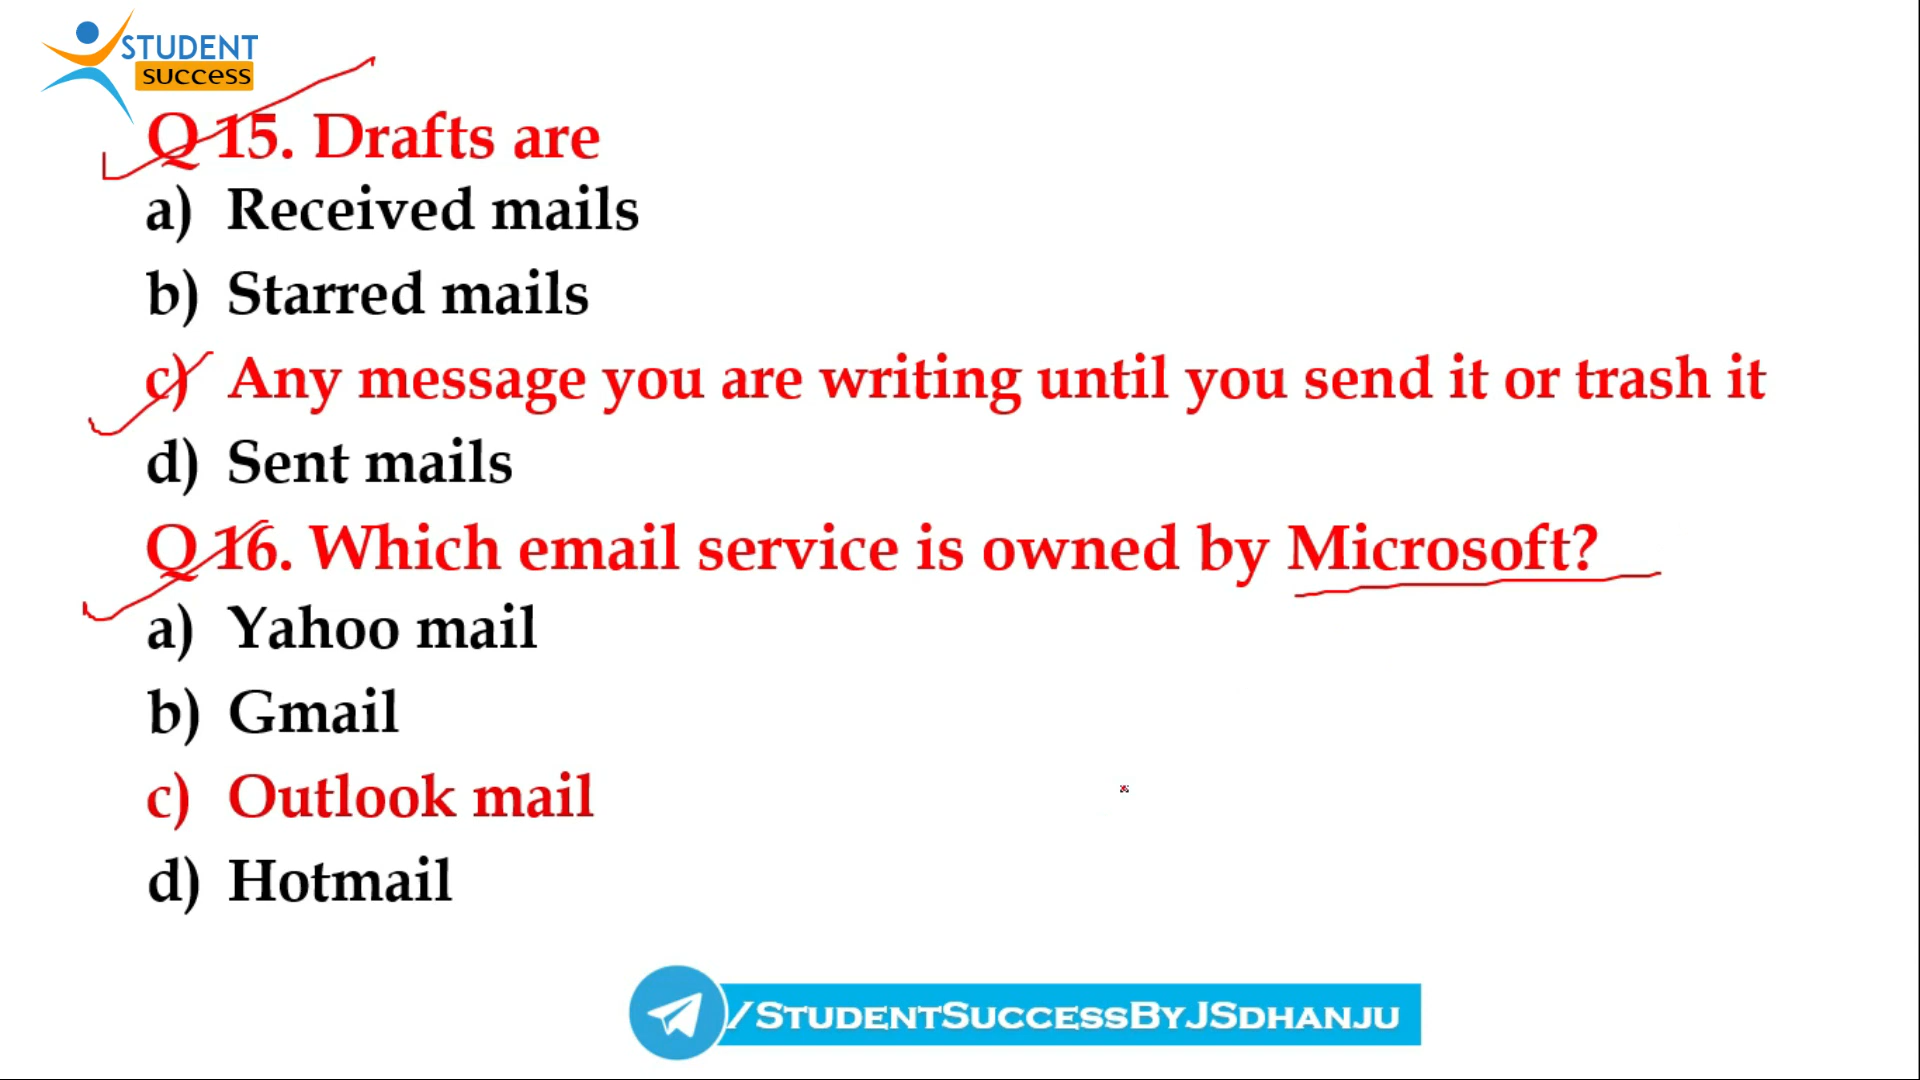 STUDENT
success
Q 15. Drafts are
a) Received mails
b) Starred mails
c) Any message you are writing until you send it or trash it
d) Sent mails
Q 16. Which email service is owned by Microsoft?
a) Yahoo mail
b) Gmail
c) Outlook mail
d) Hotmail
/STUDENTSUCCESSBYJSDHANJU